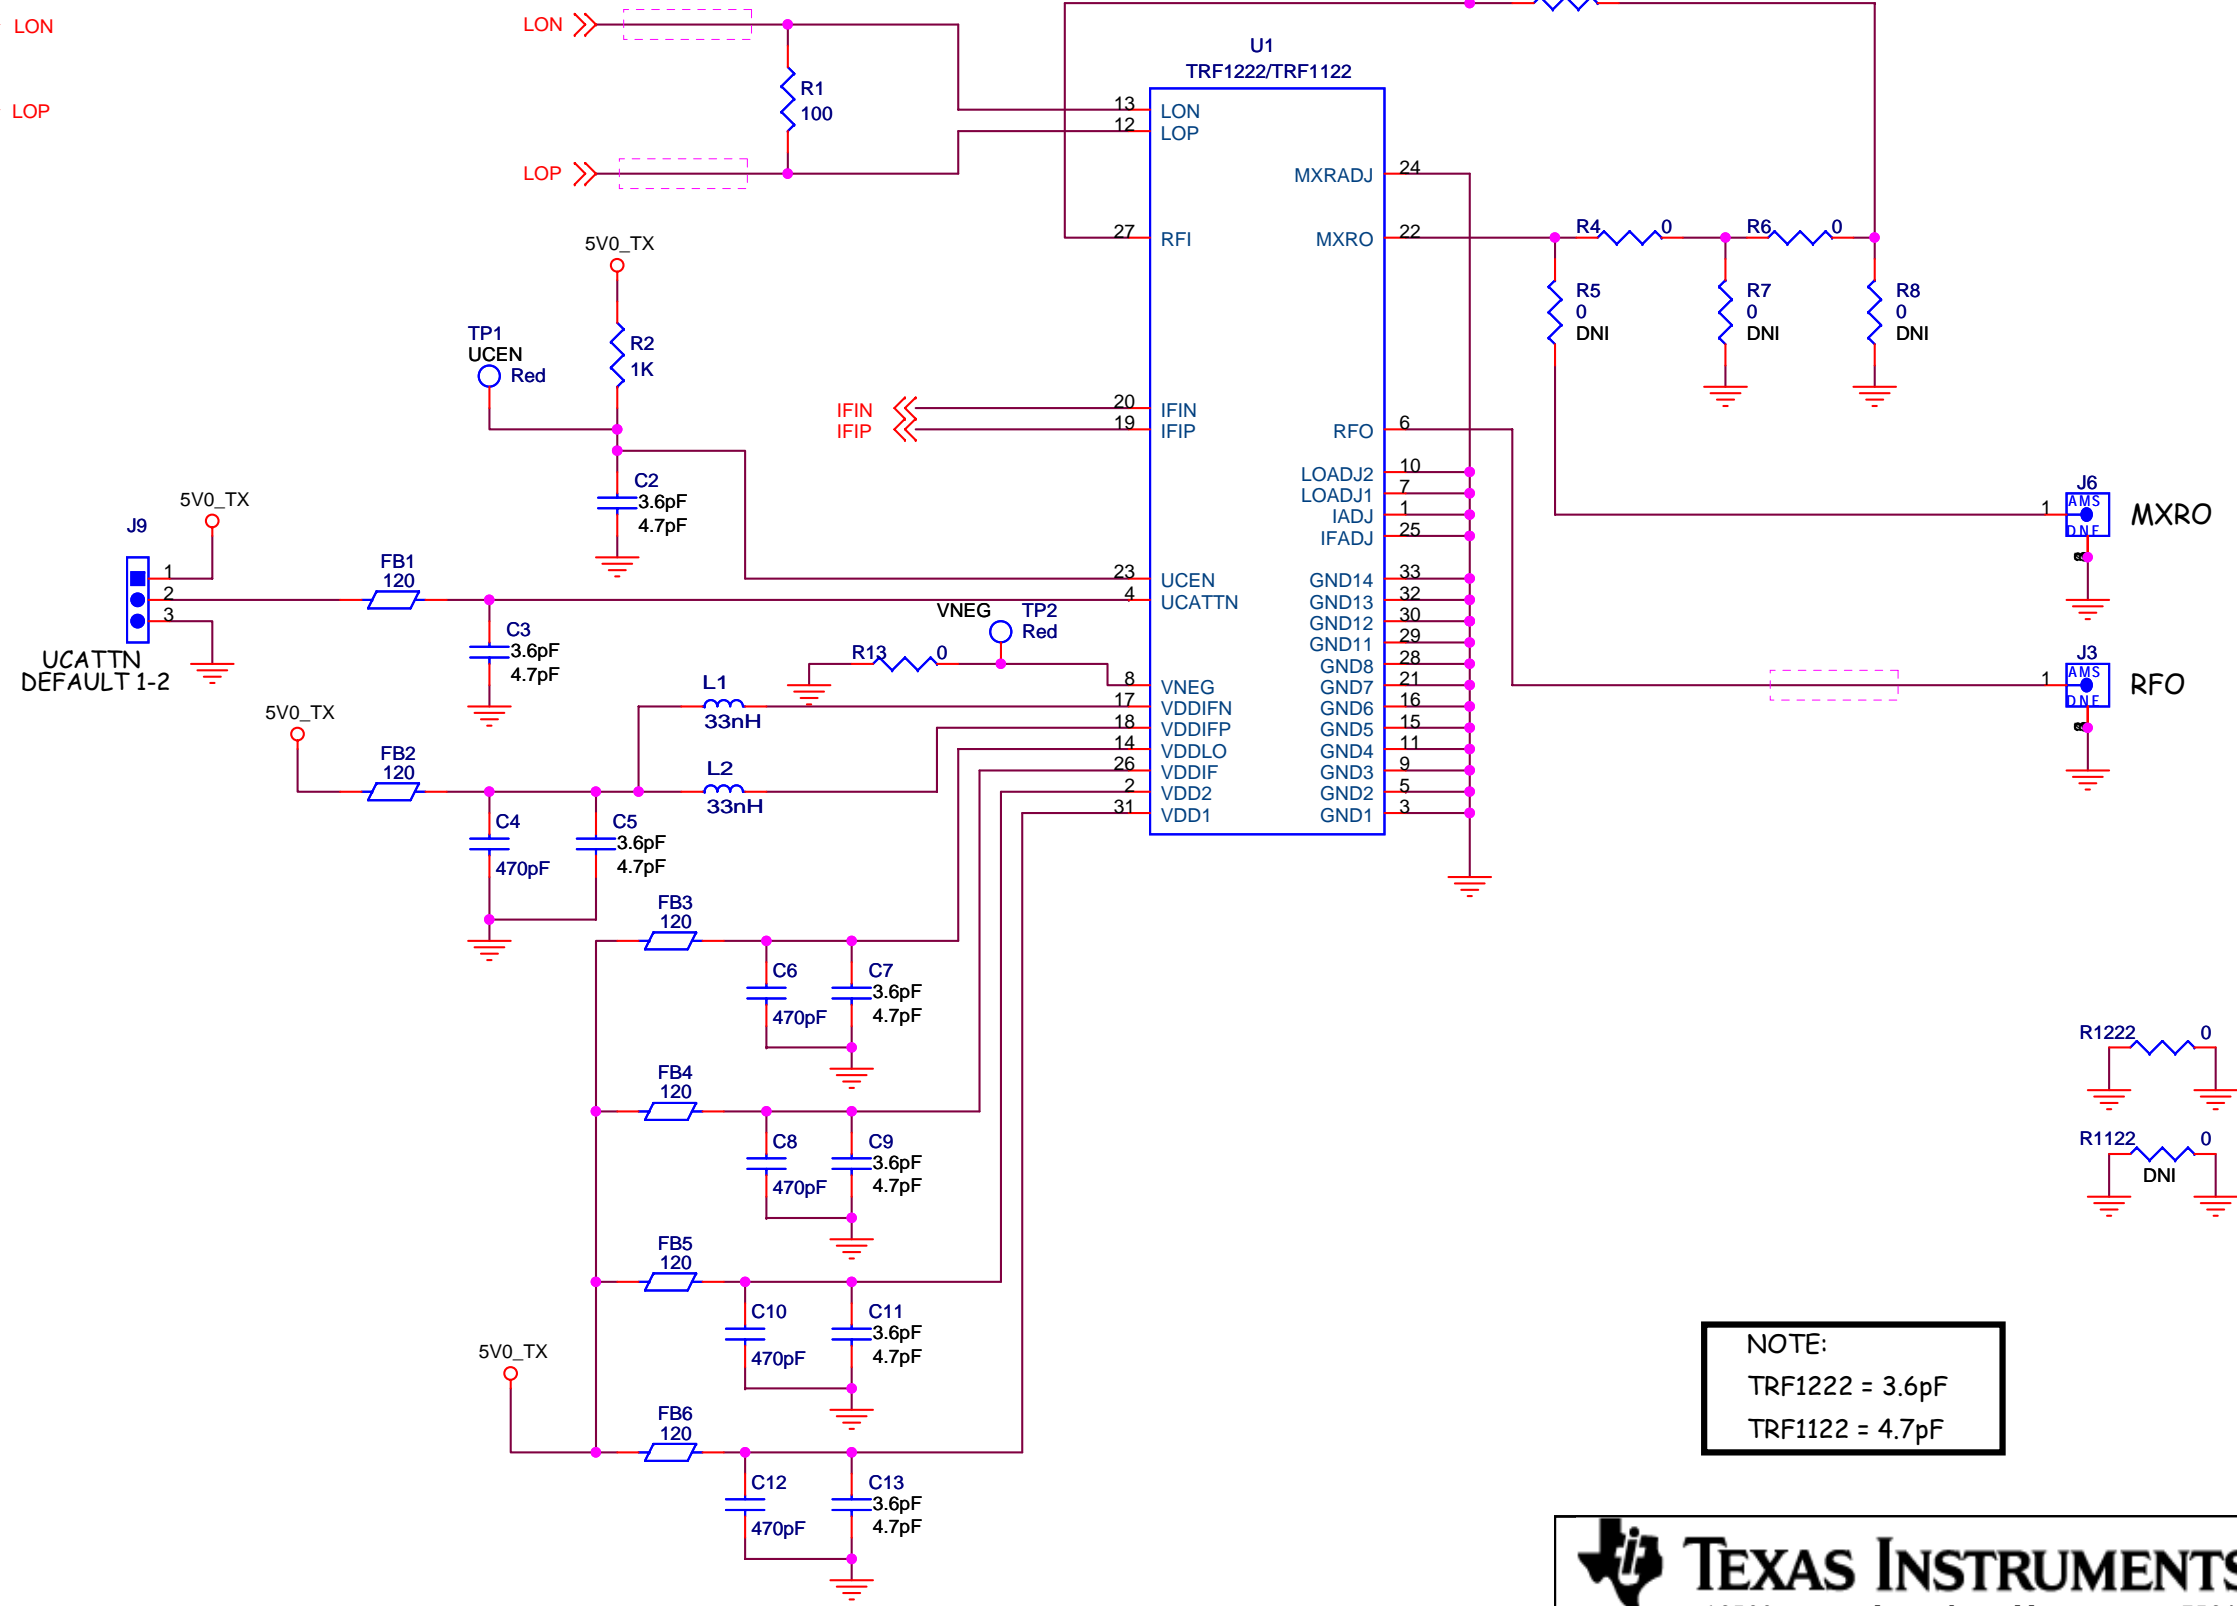 LON
LOP
LON
LOP
R1
100
U1
TRF1222/TRF1122
13
LON
12
LOP
27
RFI
20
IFIN
19
IFIP
23
UCEN
4
UCATTN
8
VNEG
17
VDDIFN
18
VDDIFP
14
VDDLO
26
VDDIF
2
VDD2
31
VDD1
MXRADJ
24
MXRO
22
RFO
6
LOADJ2
10
LOADJ1
7
IADJ
1
IFADJ
25
GND14
33
GND13
32
GND12
30
GND11
29
GND8
28
GND7
21
GND6
16
GND5
15
GND4
11
GND3
9
GND2
5
GND1
3
R4
0
R6
0
R5
0
DNI
R7
0
DNI
R8
0
DNI
5V0_TX
R2
1K
TP1
UCEN
Red
IFIN
IFIP
C2
3.6pF
4.7pF
5V0_TX
J9
1
2
3
UCATTN
DEFAULT 1-2
FB1
120
C3
3.6pF
4.7pF
VNEG
TP2
Red
R13
0
L1
33nH
L2
33nH
5V0_TX
FB2
120
C4
470pF
C5
3.6pF
4.7pF
FB3
120
C6
470pF
C7
3.6pF
4.7pF
FB4
120
C8
470pF
C9
3.6pF
4.7pF
FB5
120
C10
470pF
C11
3.6pF
4.7pF
5V0_TX
FB6
120
C12
470pF
C13
3.6pF
4.7pF
J6
1
AMS
DNF
MXRO
J3
1
AMS
DNF
RFO
R1222
0
R1122
0
DNI
NOTE:
TRF1222 = 3.6pF
TRF1122 = 4.7pF
TEXAS INSTRUMENTS